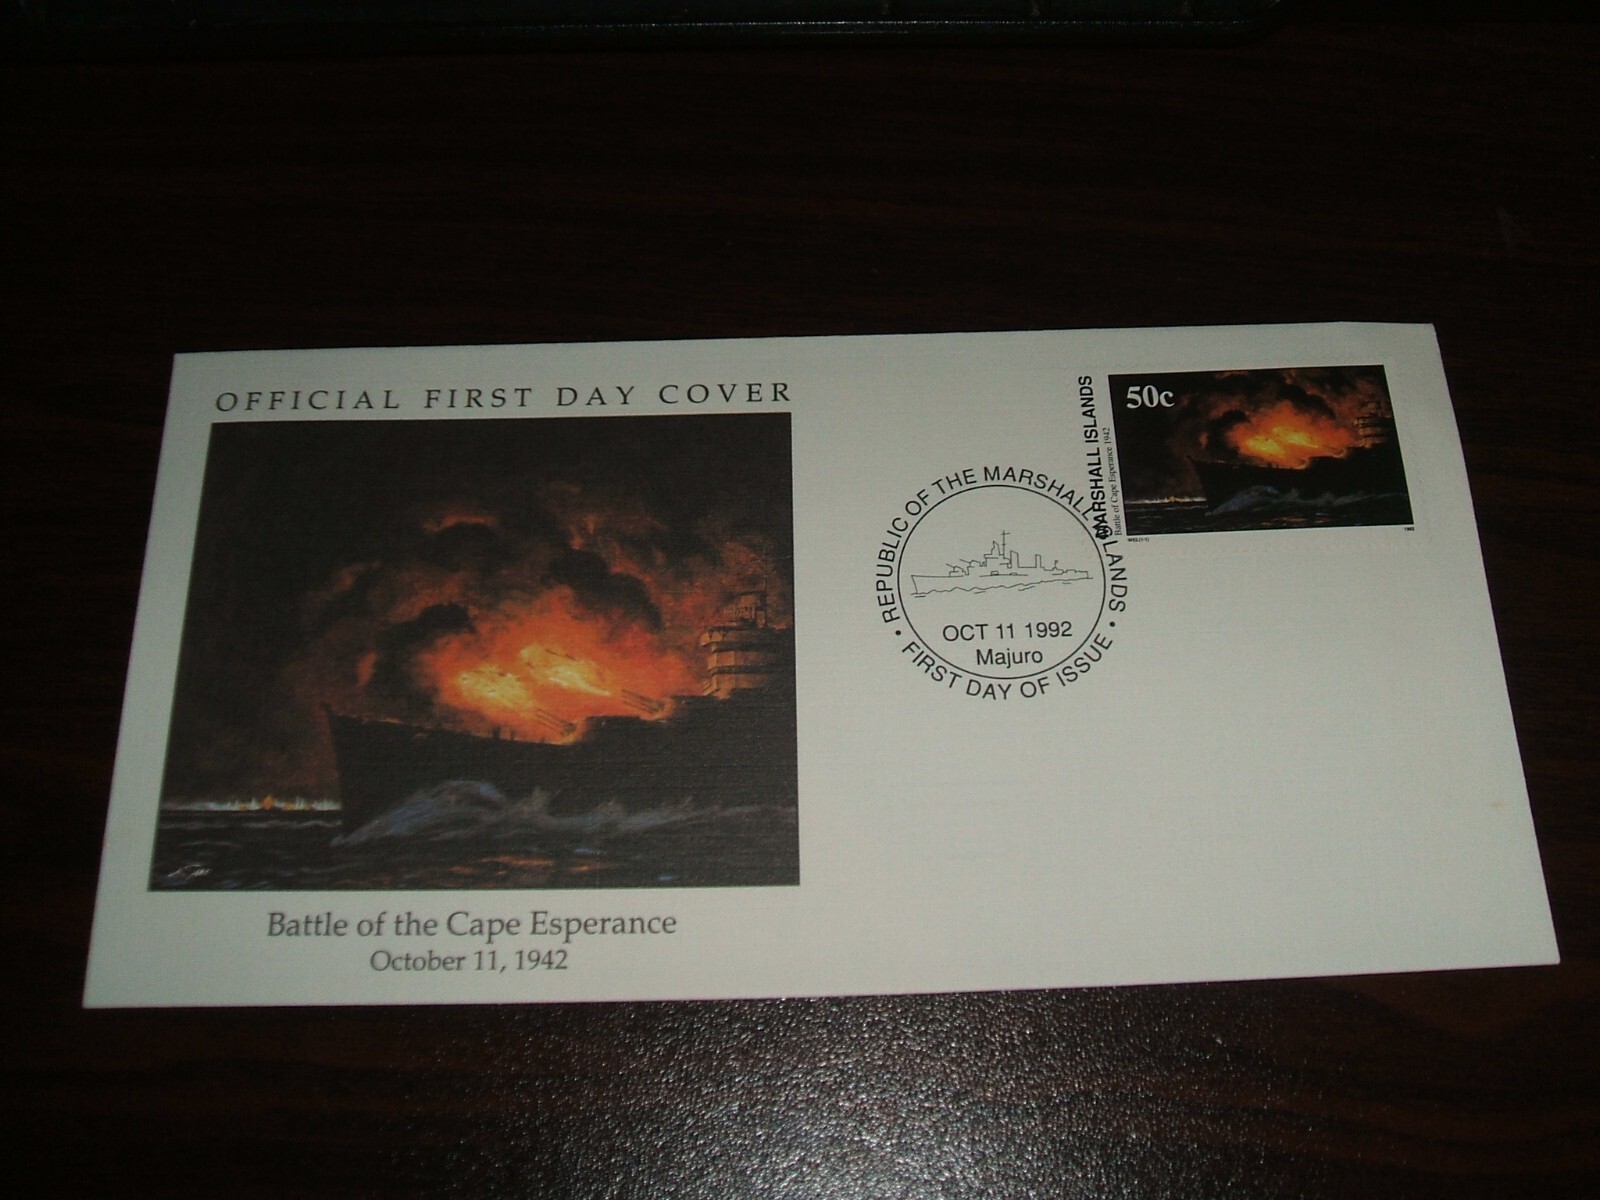 OFFICIAL FIRST DAY COVER
Battle of the Cape Esperance
October 11, 1942
• REPUBLIC OF THE MARSHALL ISLANDS •
OCT 11 1992
Majuro
FIRST DAY OF ISSUE
MARSHALL ISLANDS
Battle of Cape Esperance 1942
50c
1992